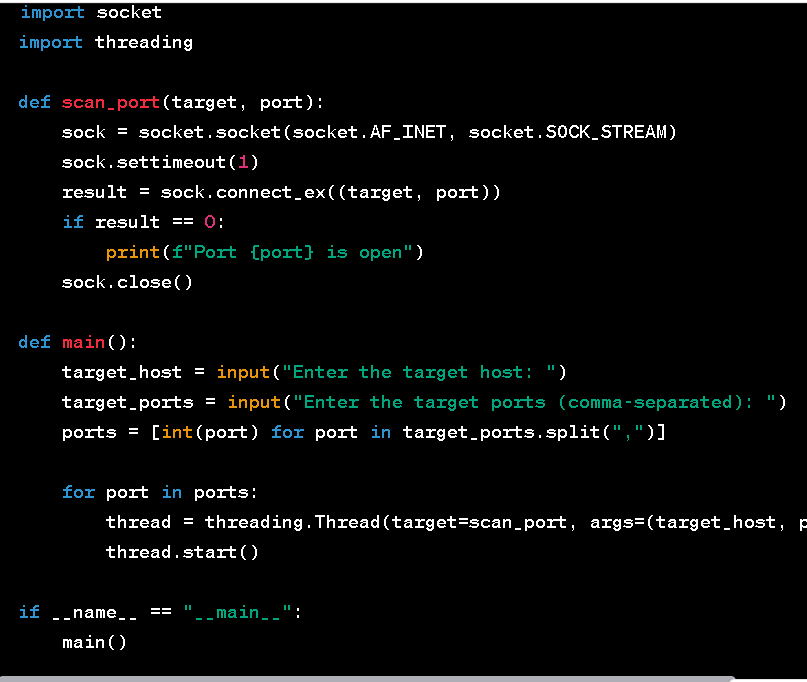 import socket
import threading
def scan_port(target, port):
    sock = socket.socket(socket.AF_INET, socket.SOCK_STREAM)
    sock.settimeout(1)
    result = sock.connect_ex((target, port))
    if result == 0:
        print(f"Port {port} is open")
    sock.close()
def main():
    target_host = input("Enter the target host: ")
    target_ports = input("Enter the target ports (comma-separated): ")
    ports = [int(port) for port in target_ports.split(",")]
    for port in ports:
        thread = threading.Thread(target=scan_port, args=(target_host, p
        thread.start()
if __name__ == "__main__":
    main()